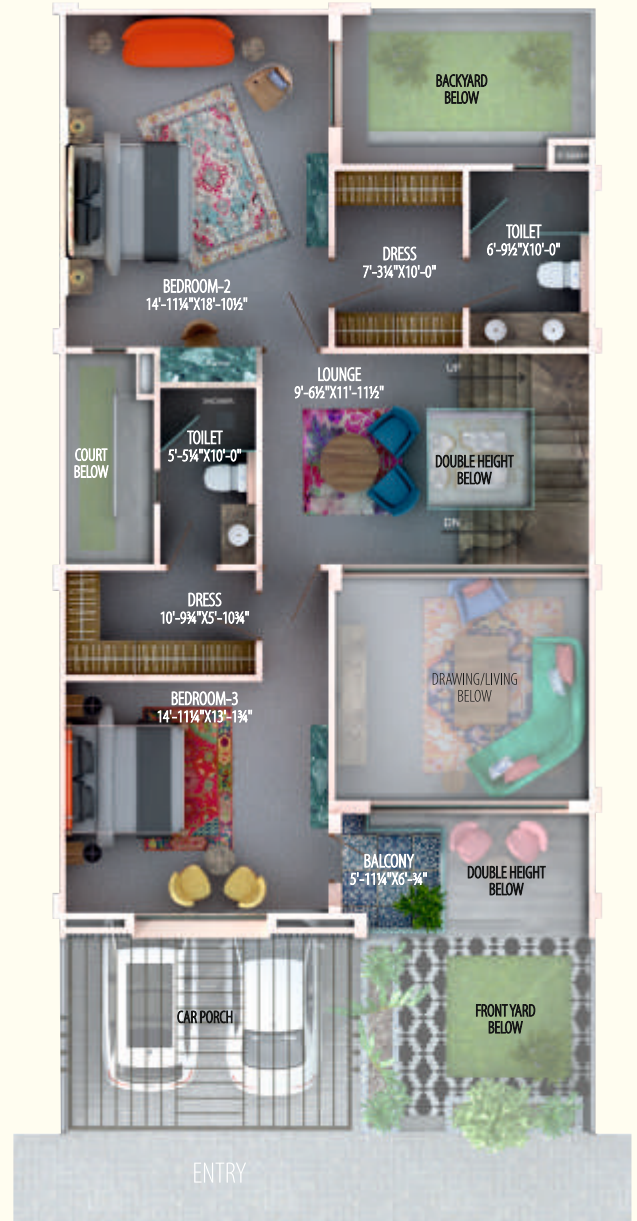 BACKYARD
BELOW
TOILET
6'-9½"X10'-0"
DRESS
7'-3¼"X10'-0
BEDROOM-2
14'-11¼"X18'-10½"
LOUNGE
9'-6½"X11'-11½"
UP
SHOWER
TOILET
5'-5¼"X10'-0"
COURT
BELOW
DOUBLE HEIGHT
BELOW
DN
DRESS
10'-9¾"X5'-10¾"
BEDROOM-3
14'-11¼"X13'-1¾"
DRAWING/LIVING
BELOW
BALCONY
5'-11¼"X6'-¾"
DOUBLE HEIGHT
BELOW
CAR PORCH
FRONT YARD
BELOW
ENTRY